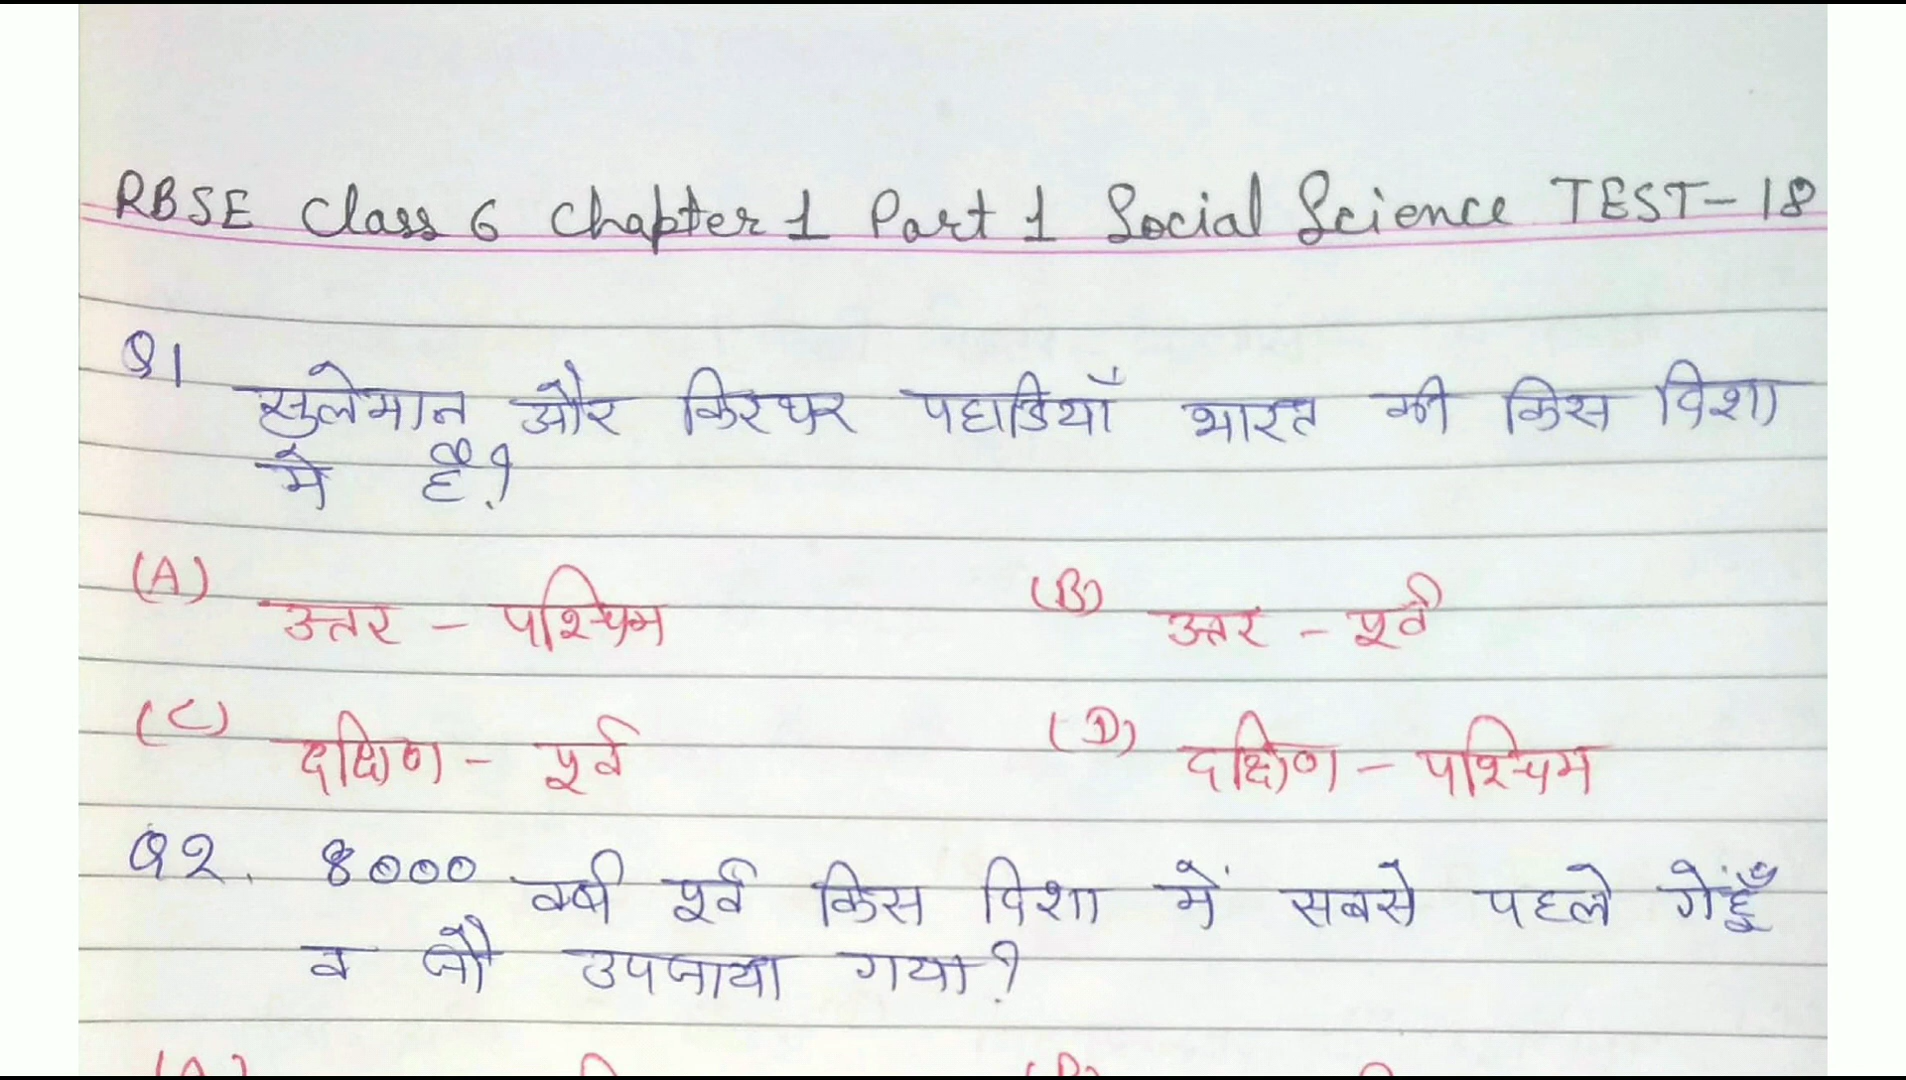 RBSE Class 6 Chapter 1 Part 1 Social Science TEST-18
Q1
सुलेमान और किरथर पहाडियाँ भारत की किस दिशा
मे है?
(A) उत्तर - पश्चिम (B) उत्तर - पूर्व
(C) दक्षिण - पूर्व (D) दक्षिण - पश्चिम
Q2. 8000 वर्ष पूर्व किस दिशा में सबसे पहले गेंहूँ
व जौ उपजाया गया?